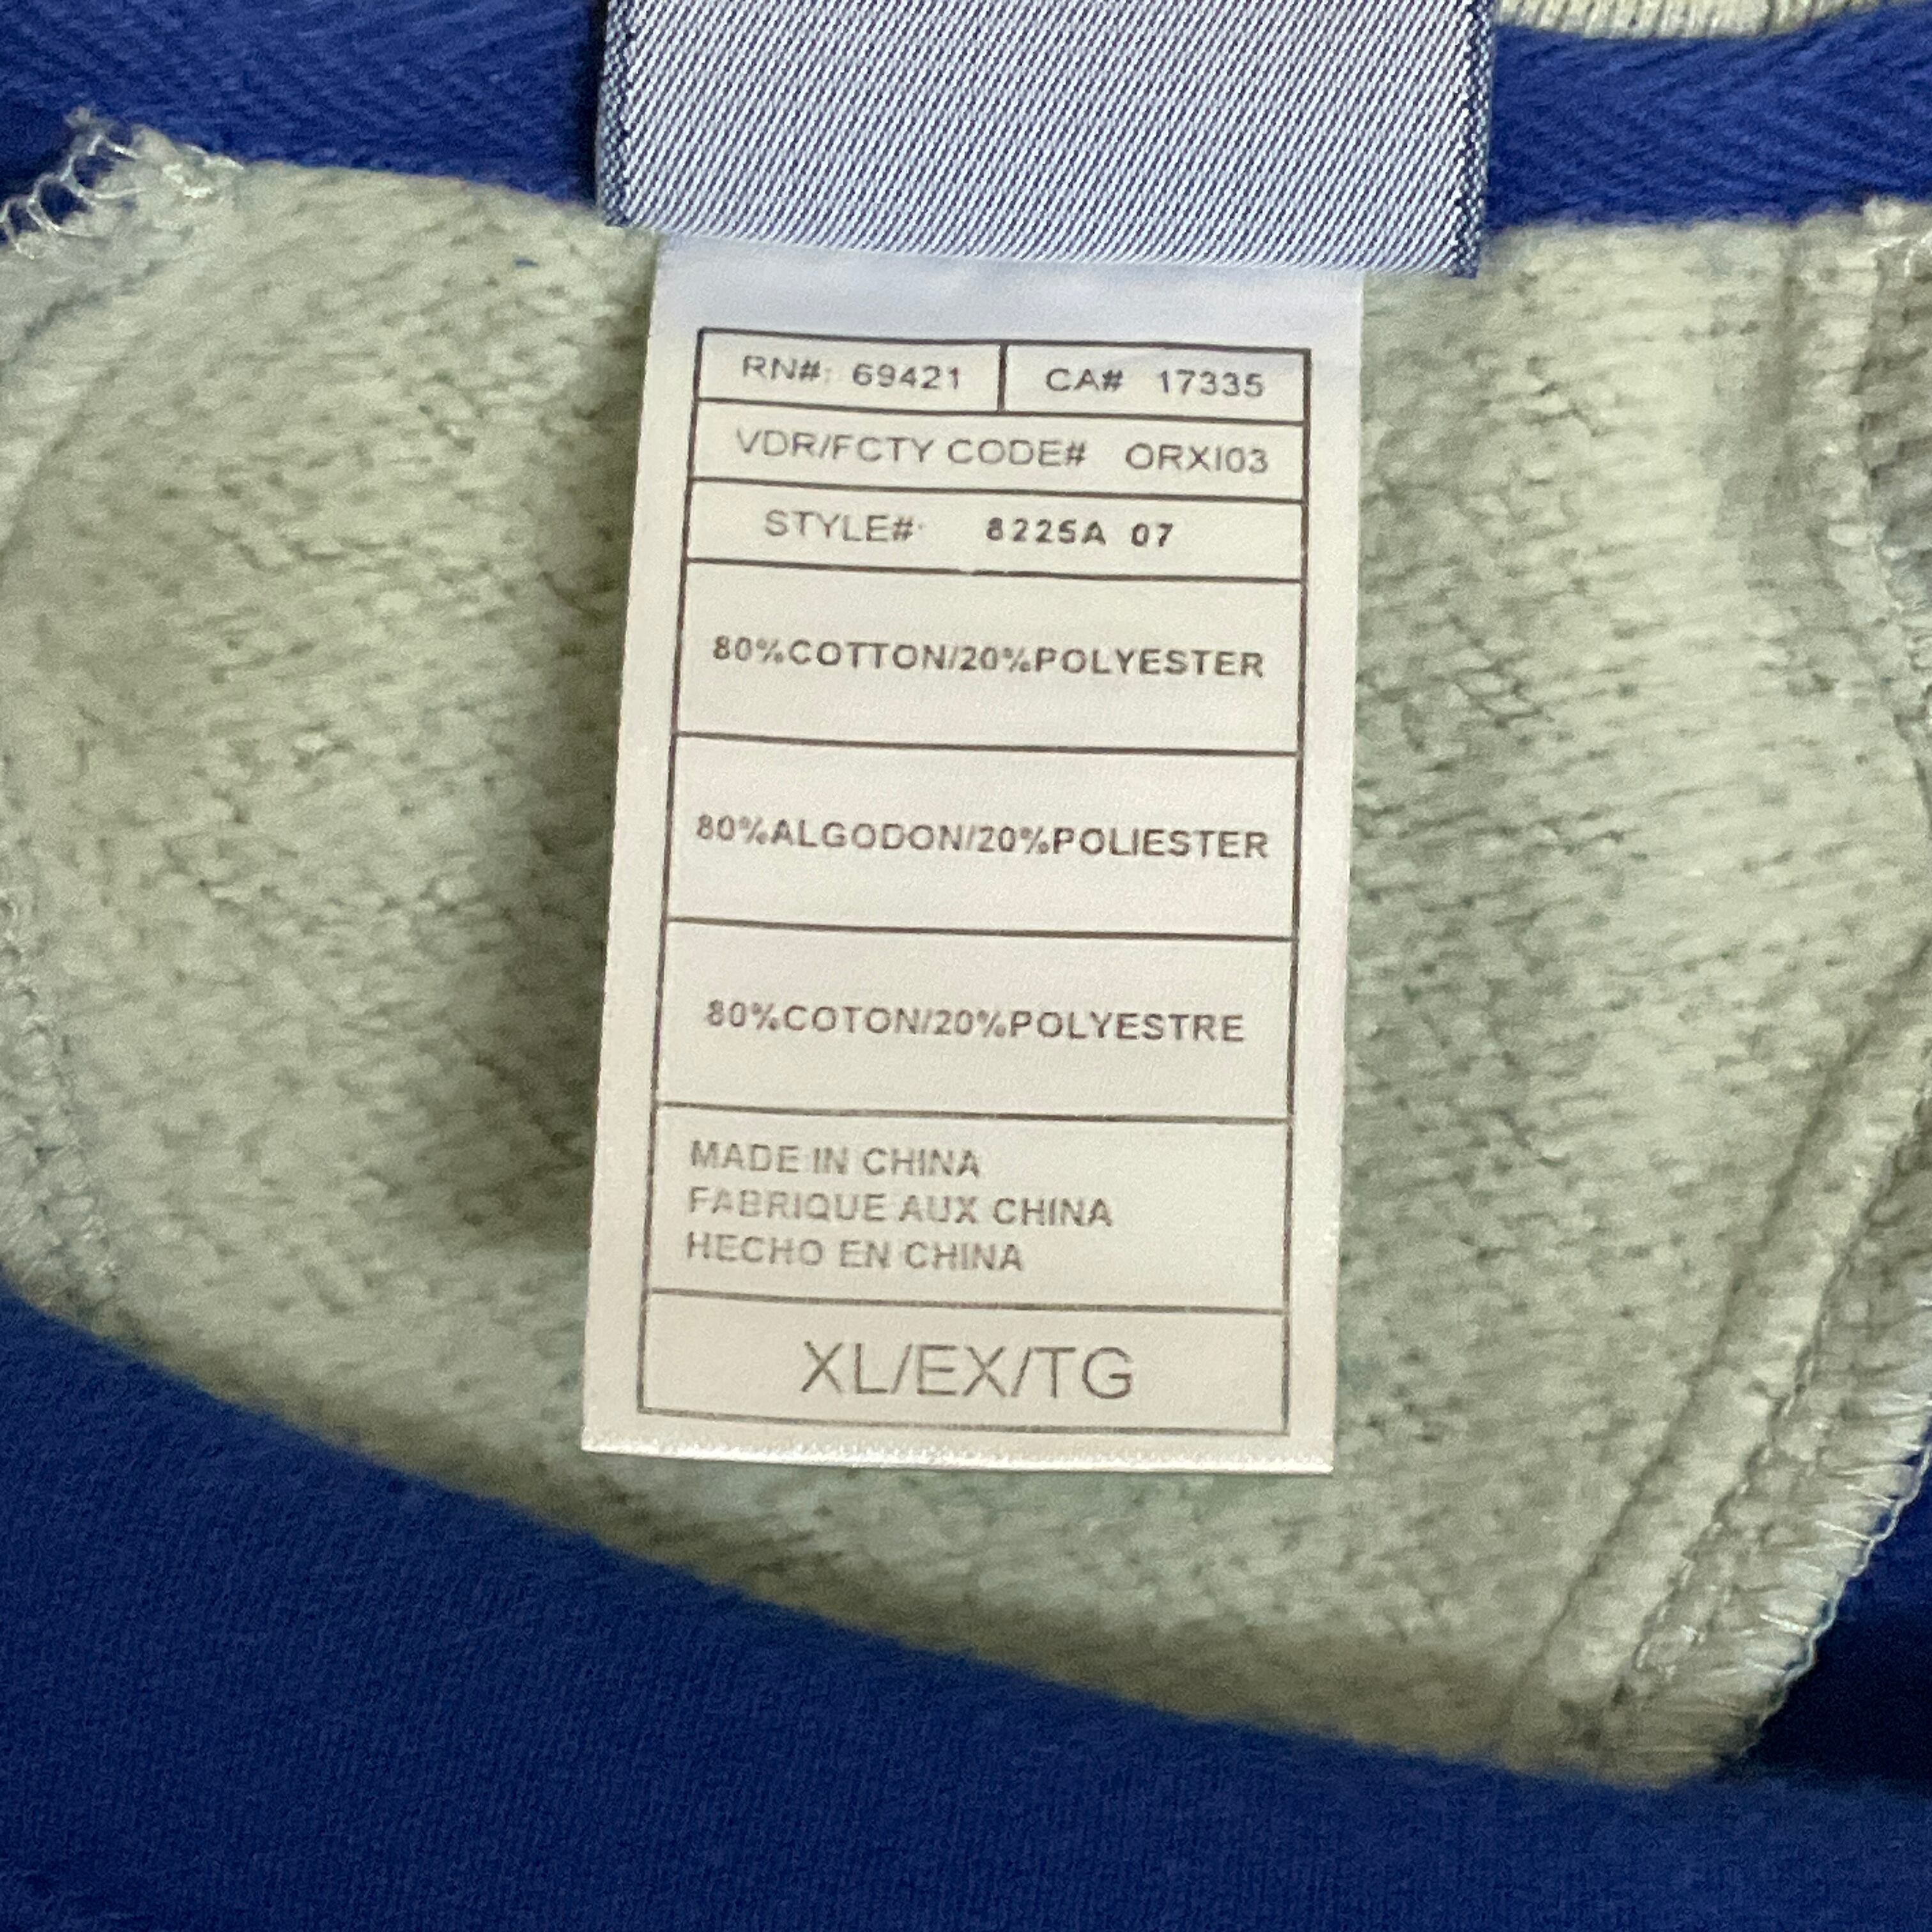 RN#: 69421 CA# 17335
VDR/FCTY CODE# ORXI03
STYLE#: 8225A 07
80%COTTON/20%POLYESTER
80%ALGODON/20%POLIESTER
80%COTON/20%POLYESTRE
MADE IN CHINA
FABRIQUE AUX CHINA
HECHO EN CHINA
XL/EX/TG